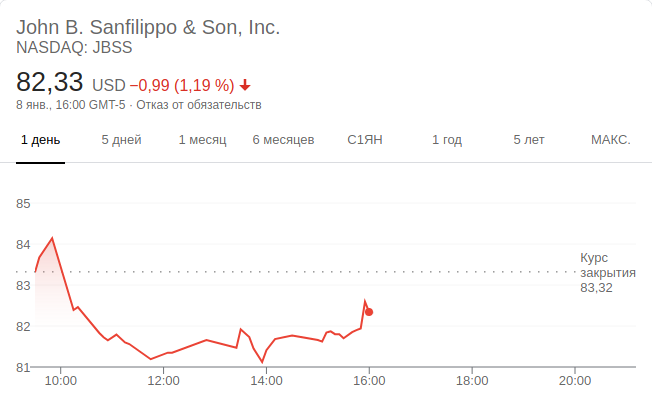 John B. Sanfilippo & Son, Inc.
NASDAQ: JBSS
82,33 USD −0,99 (1,19 %)
8 янв., 16:00 GMT-5 · Отказ от обязательств
1 день 5 дней 1 месяц 6 месяцев С1ЯН 1 год 5 лет МАКС.
85
84
Курс
закрытия
83,32
83
82
81
10:00 12:00 14:00 16:00 18:00 20:00